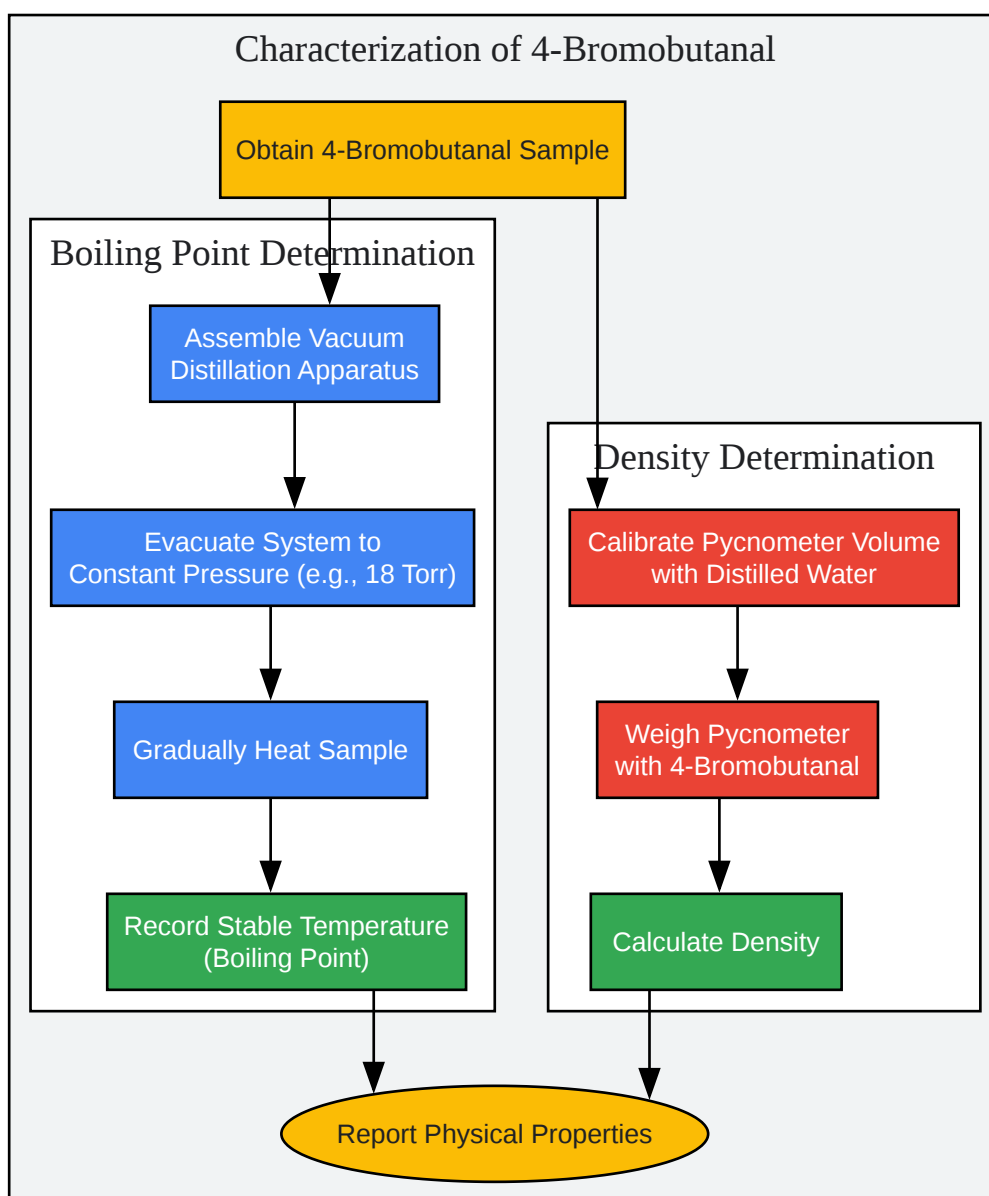 Characterization of 4-Bromobutanal
Obtain 4-Bromobutanal Sample
Boiling Point Determination
Assemble Vacuum
Distillation Apparatus
Evacuate System to
Constant Pressure (e.g., 18 Torr)
Gradually Heat Sample
Record Stable Temperature
(Boiling Point)
Density Determination
Calibrate Pycnometer Volume
with Distilled Water
Weigh Pycnometer
with 4-Bromobutanal
Calculate Density
Report Physical Properties